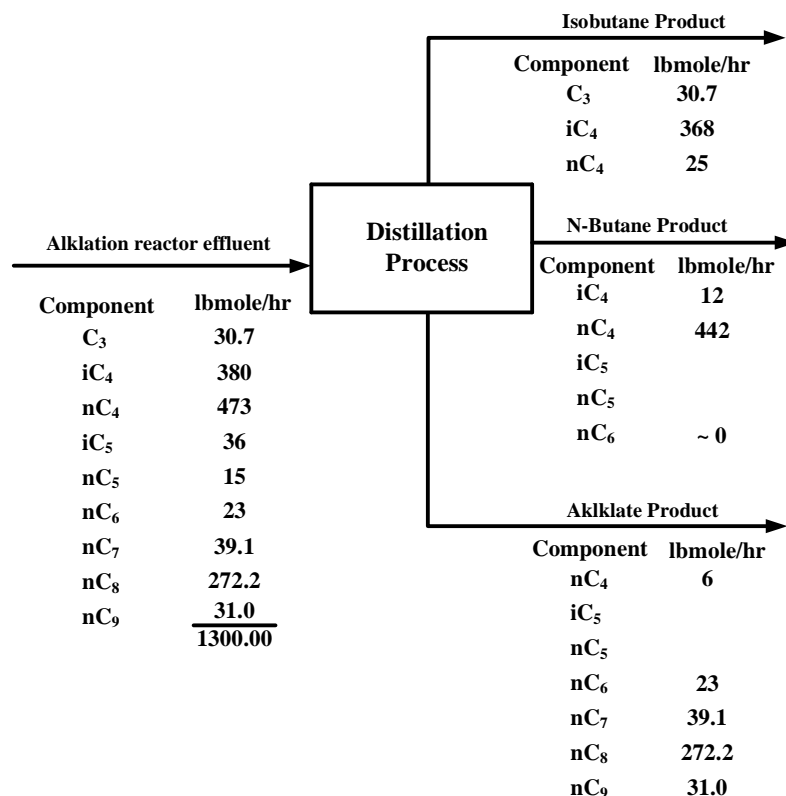 Isobutane Product
Component lbmole/hr
C₃ 30.7
iC₄ 368
nC₄ 25
Distillation
Process
Alklation reactor effluent
Component lbmole/hr
C₃ 30.7
iC₄ 380
nC₄ 473
iC₅ 36
nC₅ 15
nC₆ 23
nC₇ 39.1
nC₈ 272.2
nC₉ 31.0
1300.00
N-Butane Product
Component lbmole/hr
iC₄ 12
nC₄ 442
iC₅
nC₅
nC₆ ~ 0
Aklklate Product
Component lbmole/hr
nC₄ 6
iC₅
nC₅
nC₆ 23
nC₇ 39.1
nC₈ 272.2
nC₉ 31.0